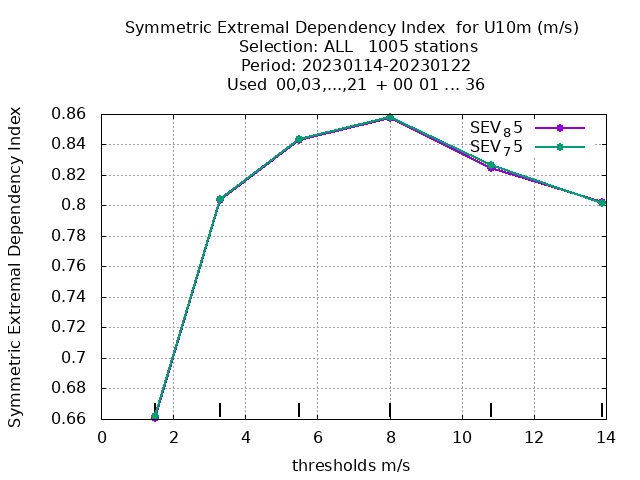 Symmetric Extremal Dependency Index  for U10m (m/s)
Selection: ALL   1005 stations
Period: 20230114-20230122
Used  00,03,...,21  + 00 01 ... 36
Symmetric Extremal Dependency Index
0.86
0.84
0.82
0.8
0.78
0.76
0.74
0.72
0.7
0.68
0.66
SEV85
SEV75
0 2 4 6 8 10 12 14
thresholds m/s